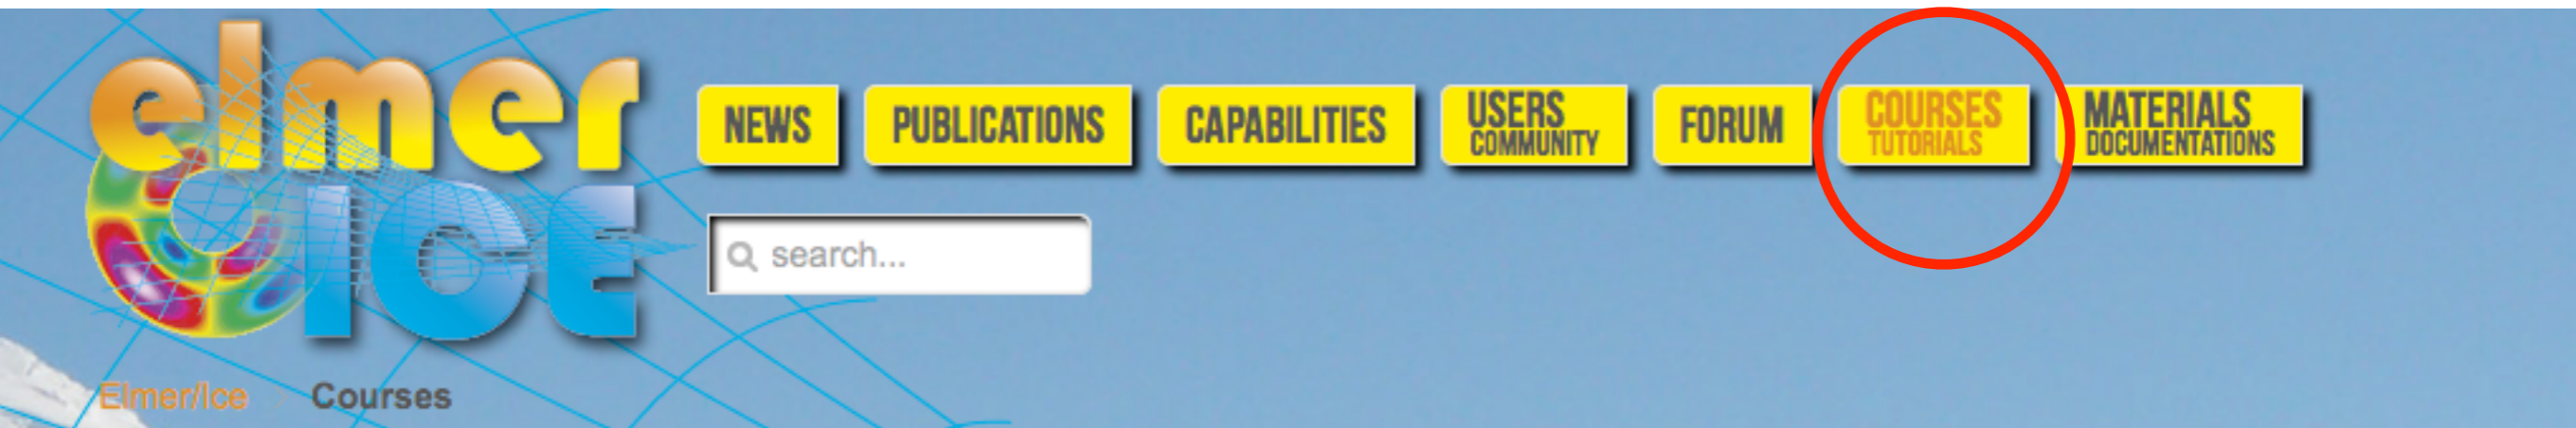 elmer
ICE
NEWS
PUBLICATIONS
CAPABILITIES
USERS
COMMUNITY
FORUM
COURSES
TUTORIALS
MATERIALS
DOCUMENTATIONS
search...
Elmer/Ice
Courses